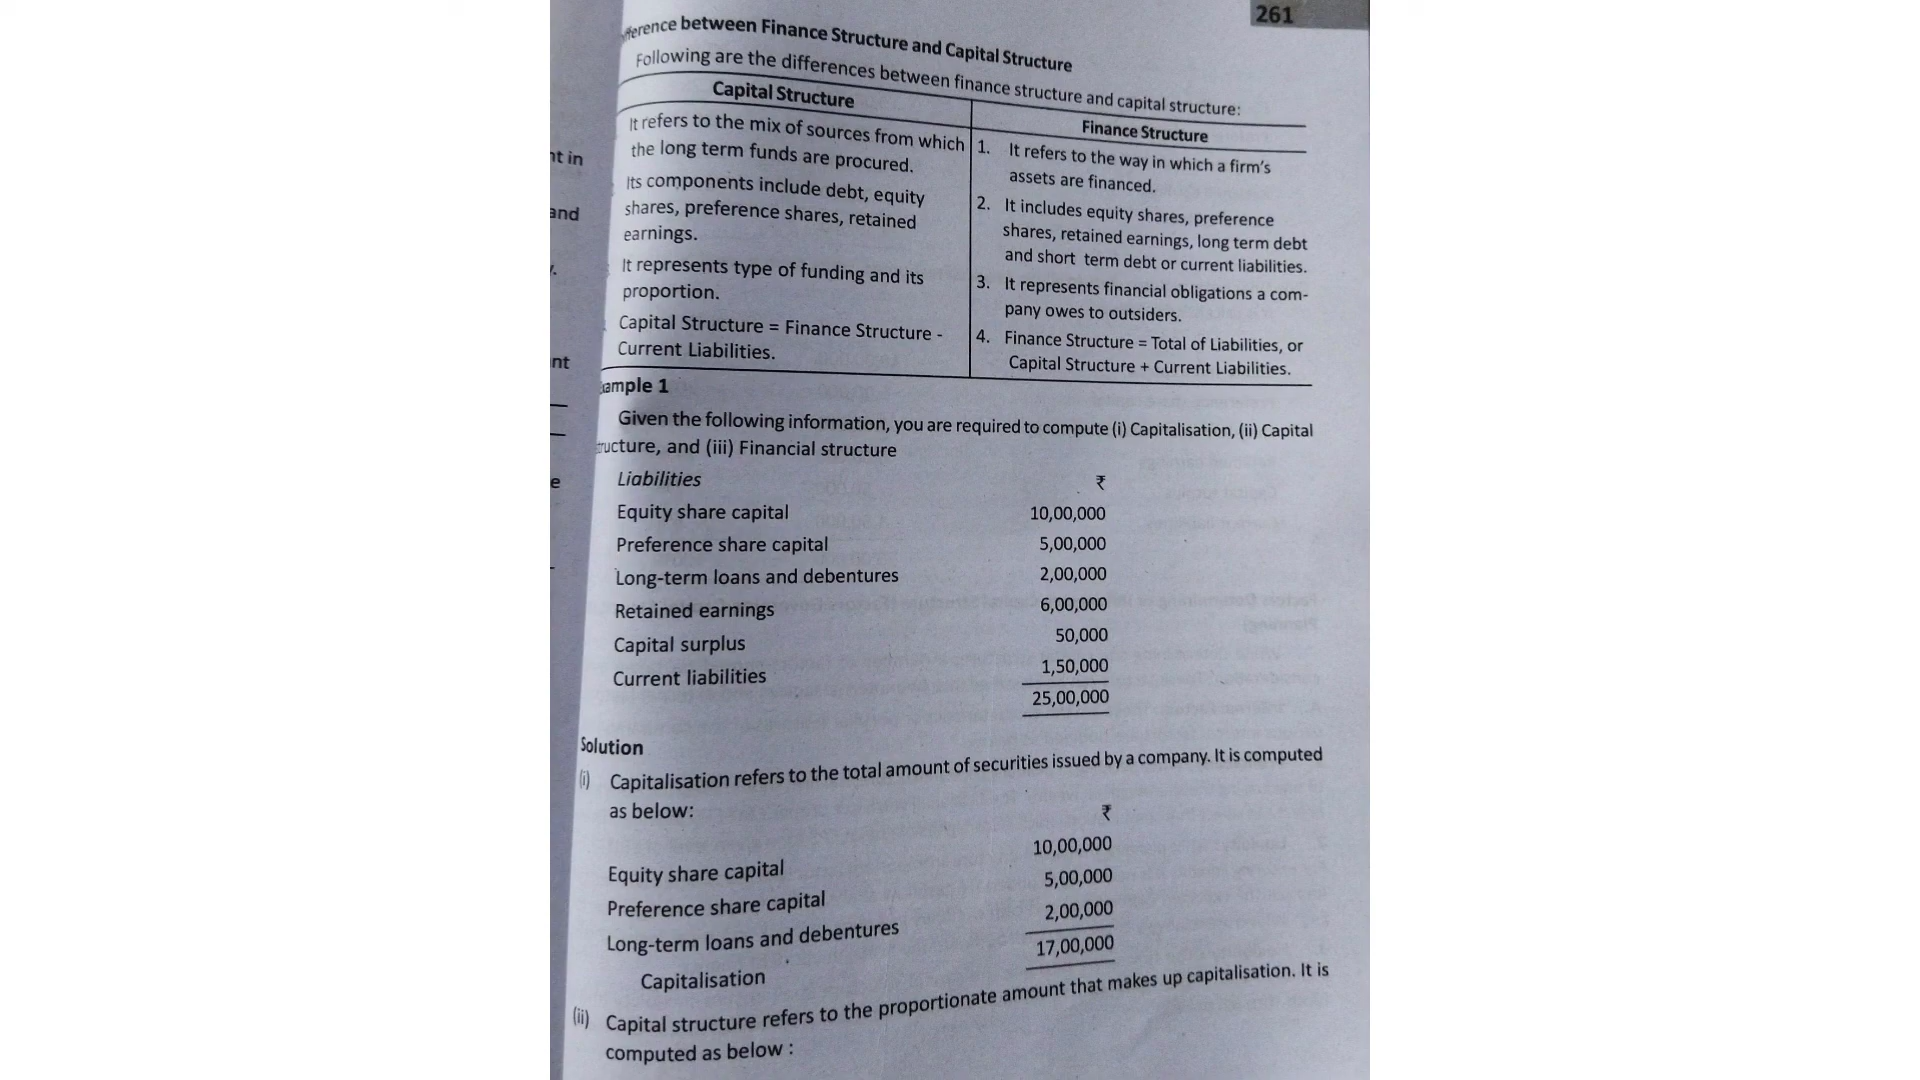 261
between Finance Structure and Capital Structure
Following are the differences between finance structure and capital structure:
Capital Structure
It refers to the mix of sources from which
the long term funds are procured.
Its components include debt, equity
shares, preference shares, retained
earnings.
It represents type of funding and its
proportion.
Capital Structure = Finance Structure -
Current Liabilities.
Finance Structure
1. It refers to the way in which a firm's
assets are financed.
2. It includes equity shares, preference
shares, retained earnings, long term debt
and short term debt or current liabilities.
3. It represents financial obligations a com-
pany owes to outsiders.
4. Finance Structure = Total of Liabilities, or
Capital Structure + Current Liabilities.
1
Given the following information, you are required to compute (i) Capitalisation, (ii) Capital
and (iii) Financial structure
Liabilities ₹
Equity share capital 10,00,000
Preference share capital 5,00,000
Long-term loans and debentures 2,00,000
Retained earnings 6,00,000
Capital surplus 50,000
Current liabilities 1,50,000
25,00,000
Solution
(i) Capitalisation refers to the total amount of securities issued by a company. It is computed
as below:
₹
Equity share capital 10,00,000
Preference share capital 5,00,000
Long-term loans and debentures 2,00,000
Capitalisation 17,00,000
(ii) Capital structure refers to the proportionate amount that makes up capitalisation. It is
computed as below :